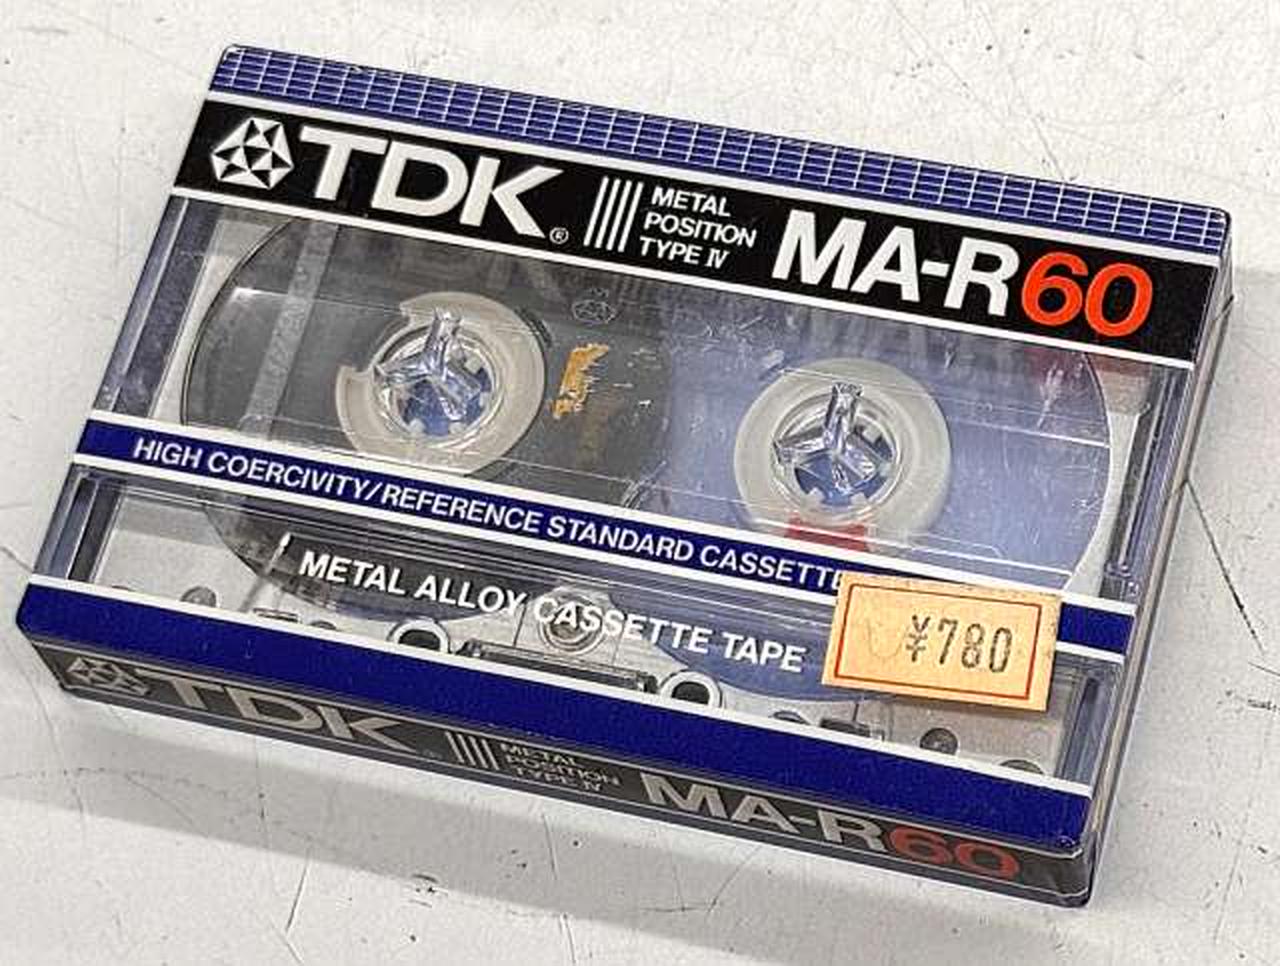 TDK®
METAL
POSITION
TYPE IV
MA-R60
HIGH COERCIVITY/REFERENCE STANDARD CASSETTE
METAL ALLOY CASSETTE TAPE
¥780
TDK
METAL
POSITION
TYPE IV
MA-R60